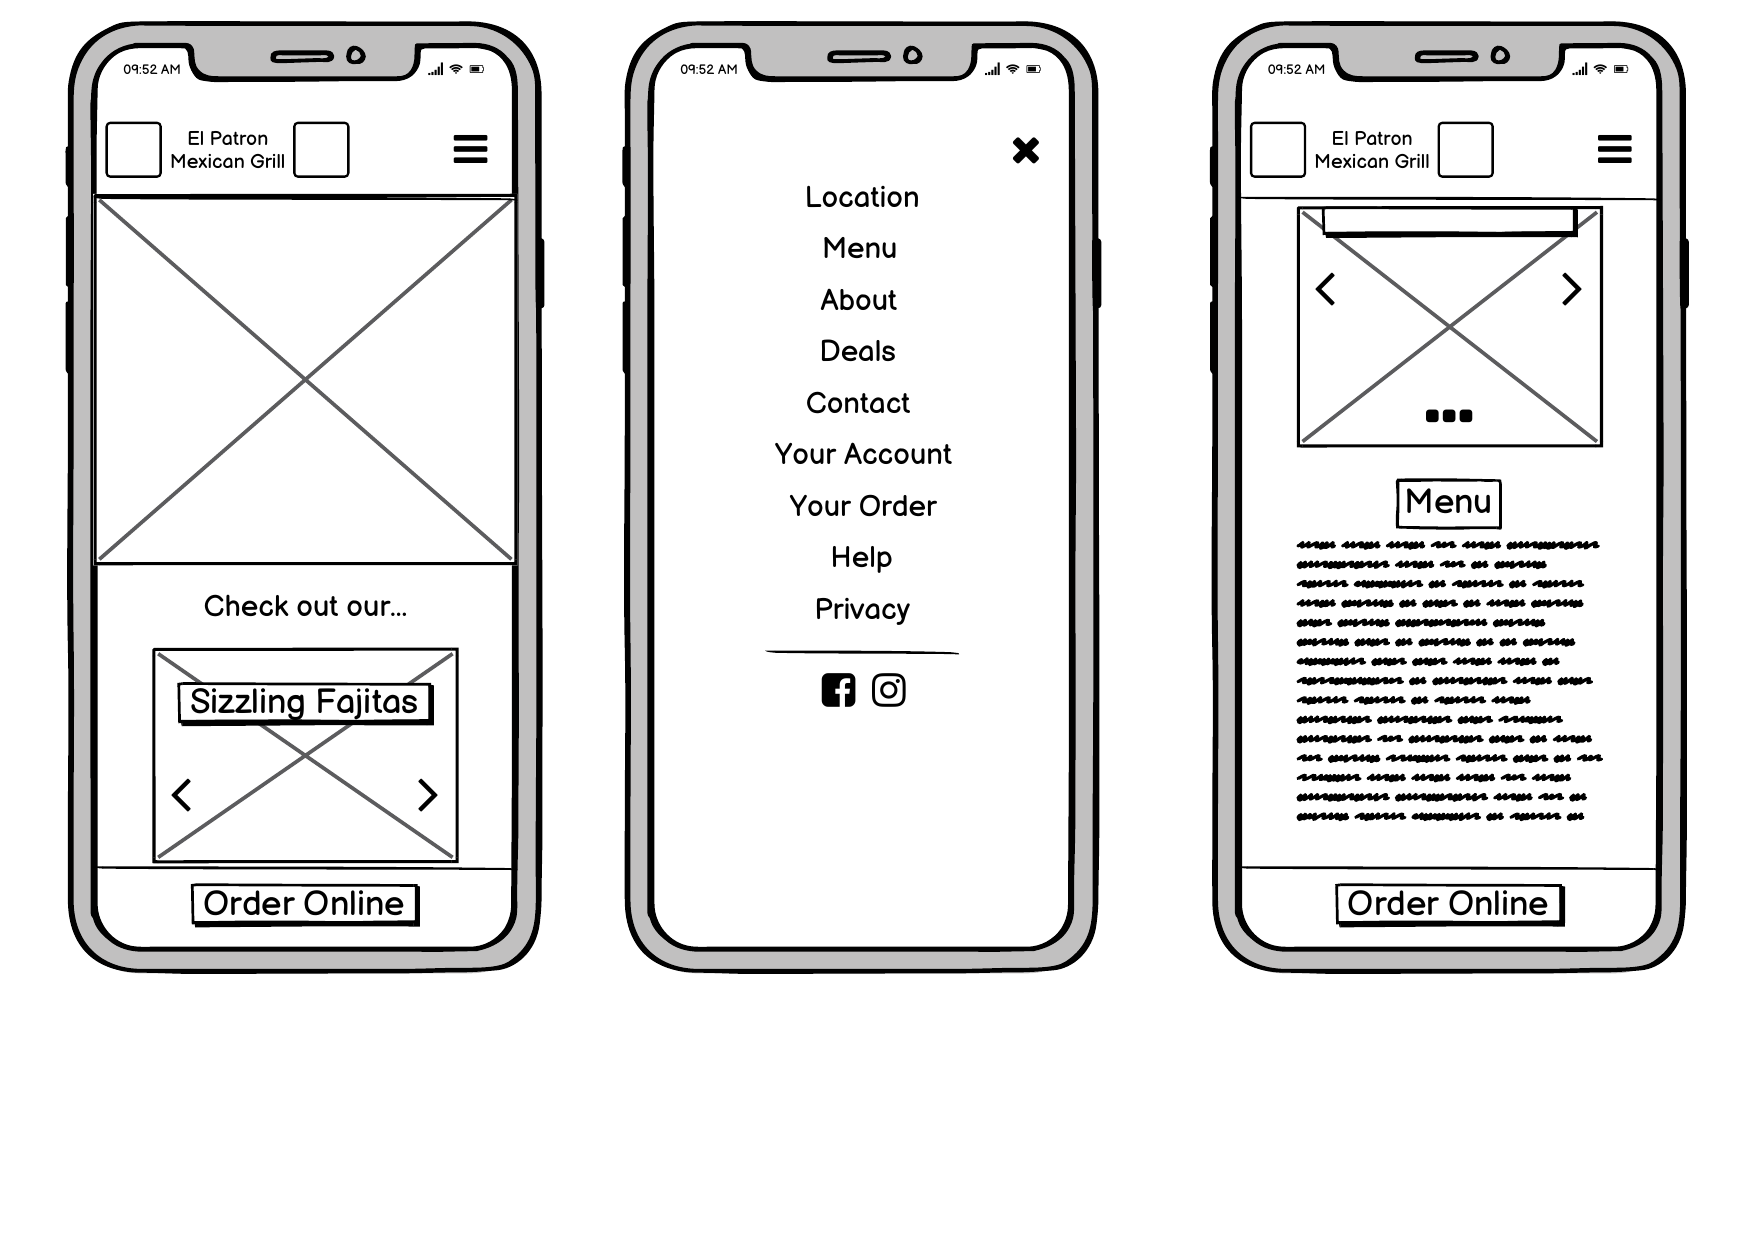 09:52 AM
El Patron
Mexican Grill
Check out our...
Sizzling Fajitas
Order Online
09:52 AM
Location
Menu
About
Deals
Contact
Your Account
Your Order
Help
Privacy
09:52 AM
El Patron
Mexican Grill
Menu
Order Online